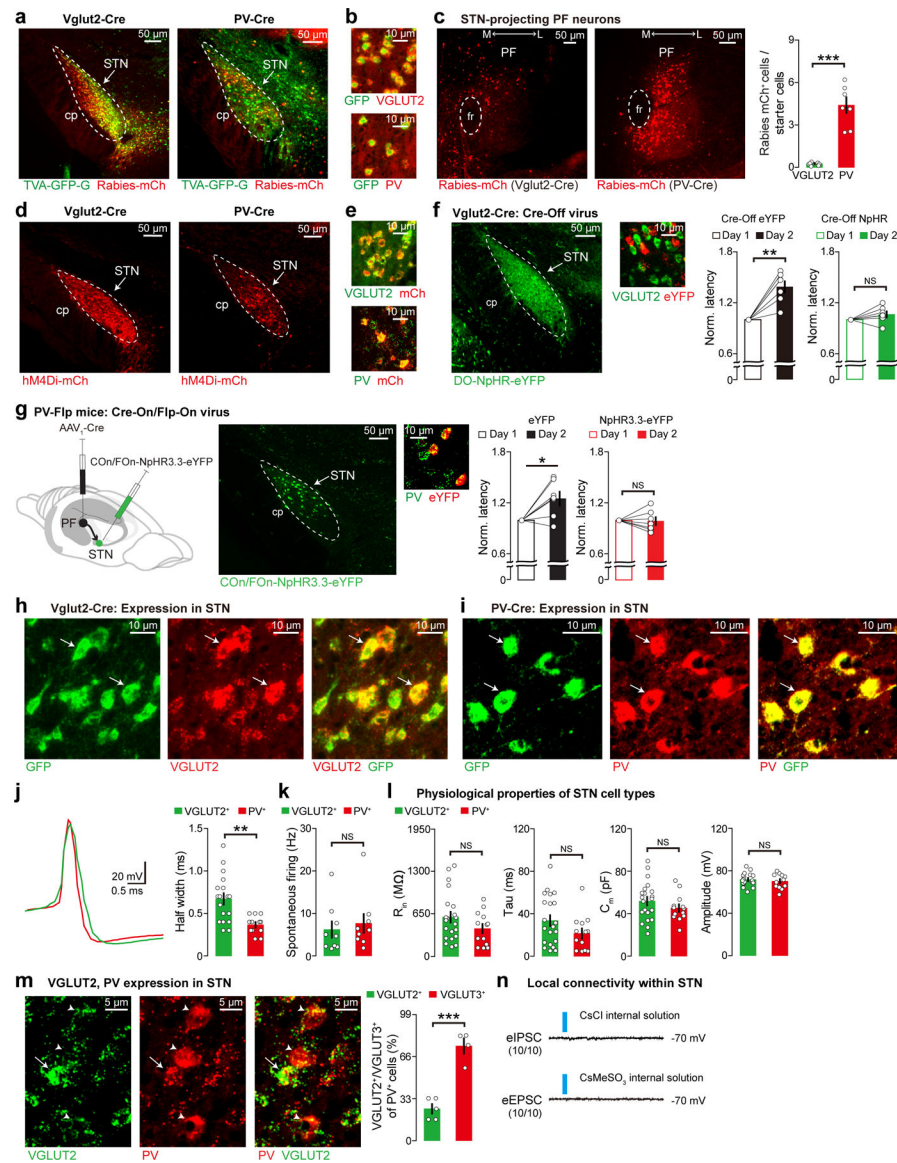 a
Vglut2-Cre
PV-Cre
50 μm
50 μm
STN
STN
cp
cp
TVA-GFP-G Rabies-mCh
TVA-GFP-G Rabies-mCh
b
10 μm
GFP VGLUT2
10 μm
GFP PV
c
STN-projecting PF neurons
M L 50 μm
M L 50 μm
PF
PF
fr
fr
Rabies-mCh (Vglut2-Cre)
Rabies-mCh (PV-Cre)
Rabies mCh⁺ cells /
starter cells
9
6
3
0
***
VGLUT2 PV
d
Vglut2-Cre
PV-Cre
50 μm
50 μm
STN
STN
cp
cp
hM4Di-mCh
hM4Di-mCh
e
10 μm
VGLUT2 mCh
10 μm
PV mCh
f
Vglut2-Cre: Cre-Off virus
50 μm
STN
cp
DO-NpHR-eYFP
10 μm
VGLUT2 eYFP
Cre-Off eYFP
Day 1 Day 2
Norm. latency
1.8
1.2
0.6
0
**
Cre-Off NpHR
Day 1 Day 2
Norm. latency
1.8
1.2
0.6
0
NS
g
PV-Flp mice: Cre-On/Flp-On virus
AAV₁-Cre
COn/FOn-NpHR3.3-eYFP
PF
STN
50 μm
STN
cp
COn/FOn-NpHR3.3-eYFP
10 μm
PV eYFP
eYFP
Day 1 Day 2
Norm. latency
1.8
1.2
0.6
0
*
NpHR3.3-eYFP
Day 1 Day 2
Norm. latency
1.8
1.2
0.6
0
NS
h
Vglut2-Cre: Expression in STN
10 μm
10 μm
10 μm
GFP
VGLUT2
VGLUT2 GFP
i
PV-Cre: Expression in STN
10 μm
10 μm
10 μm
GFP
PV
PV GFP
j
20 mV
0.5 ms
VGLUT2⁺ PV⁺
Half width (ms)
1.5
1.2
0.9
0.6
0.3
0
**
k
VGLUT2⁺ PV⁺
Spontaneous firing (Hz)
30
20
10
0
NS
l
Physiological properties of STN cell types
VGLUT2⁺ PV⁺
Rin (MΩ)
1950
1300
650
0
NS
Tau (ms)
120
90
60
30
0
NS
Cm (pF)
120
90
60
30
0
NS
Amplitude (mV)
150
100
50
0
NS
m
VGLUT2, PV expression in STN
5 μm
5 μm
5 μm
VGLUT2
PV
PV VGLUT2
VGLUT2⁺ VGLUT3⁺
VGLUT2⁺/VGLUT3⁺
of PV⁺ cells (%)
99
66
33
0
***
n
Local connectivity within STN
CsCl internal solution
eIPSC
(10/10)
-70 mV
CsMeSO₃ internal solution
eEPSC
(10/10)
-70 mV